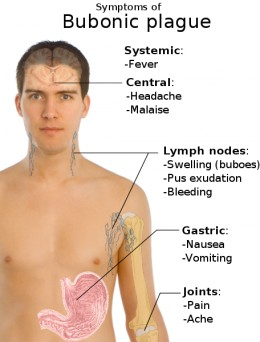 Symptoms of
Bubonic plague
Systemic:
-Fever
Central:
-Headache
-Malaise
Lymph nodes:
-Swelling (buboes)
-Pus exudation
-Bleeding
Gastric:
-Nausea
-Vomiting
Joints:
-Pain
-Ache